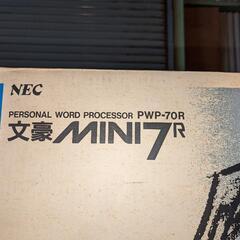 NEC
PERSONAL WORD PROCESSOR PWP-70R
文豪MINI7R